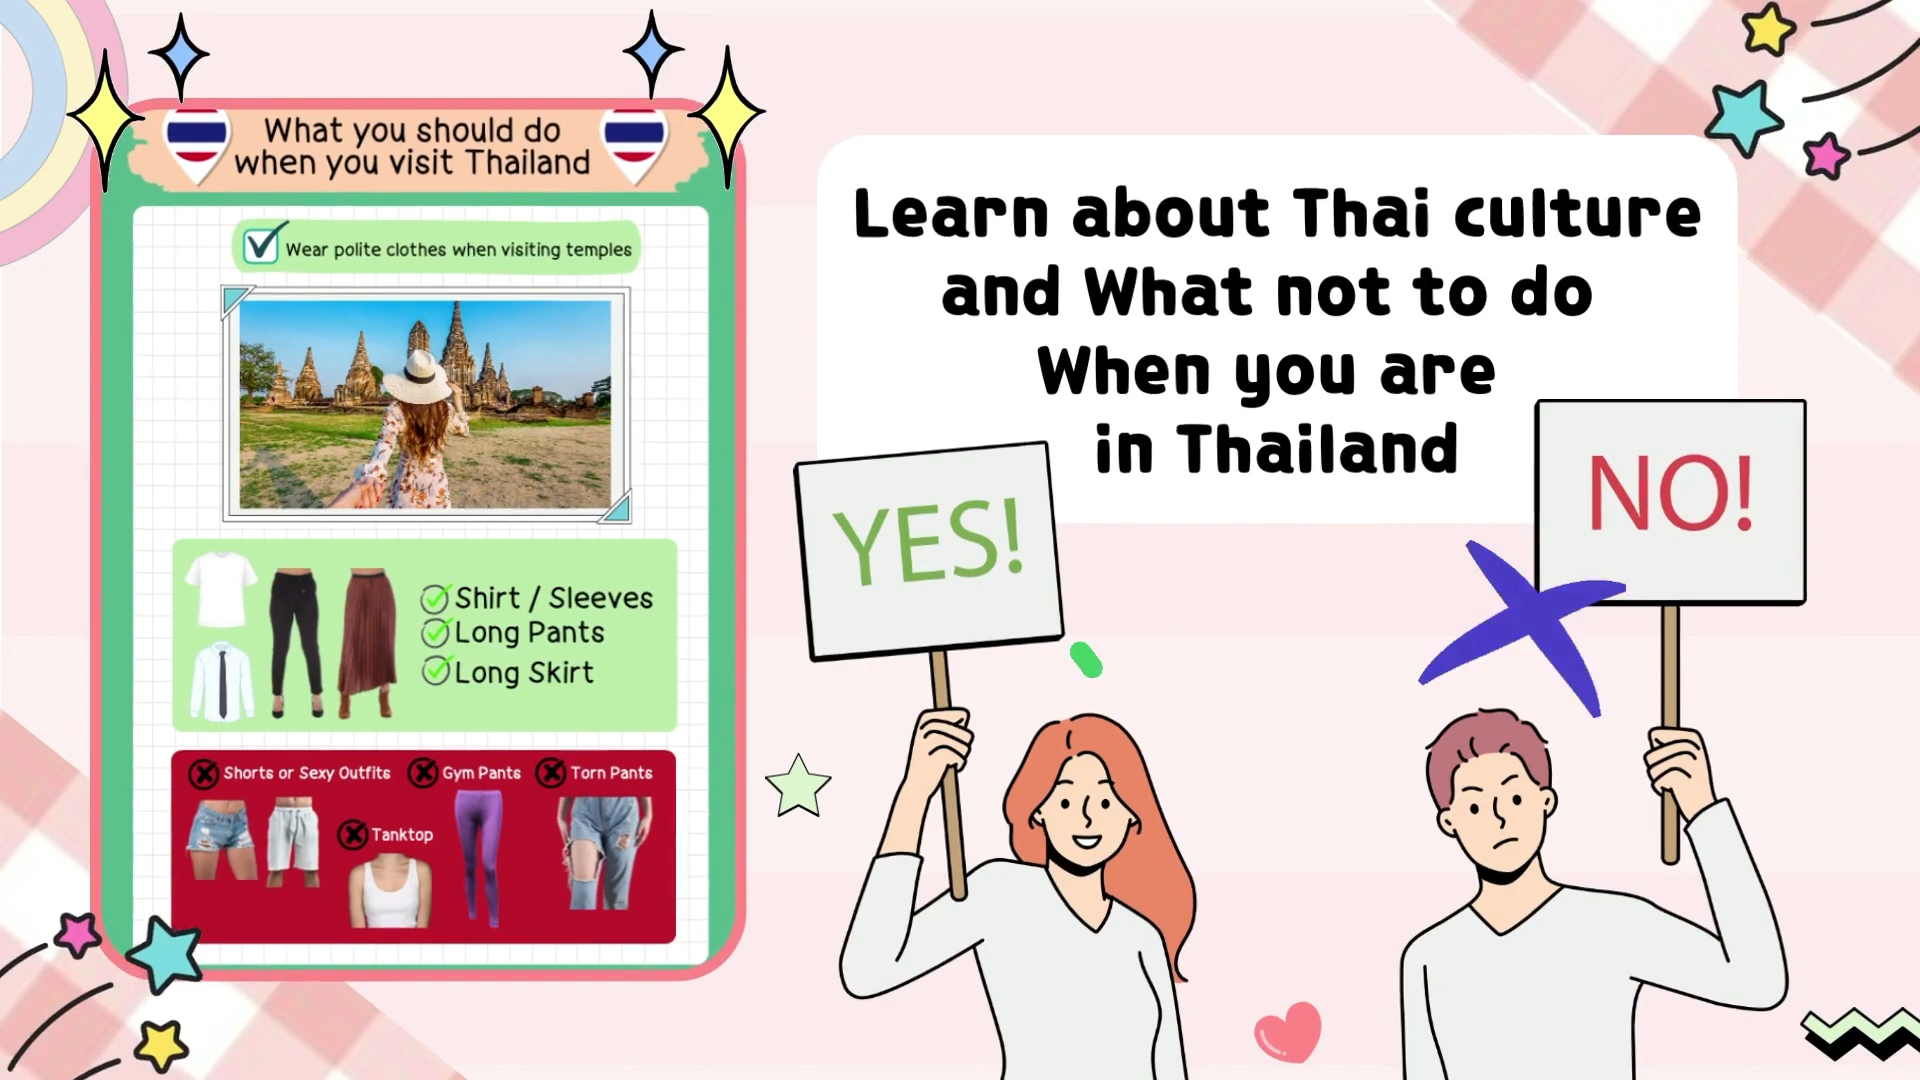 What you should do
when you visit Thailand
Wear polite clothes when visiting temples
Shirt / Sleeves
Long Pants
Long Skirt
Shorts or Sexy Outfits
Gym Pants
Torn Pants
Tanktop
Learn about Thai culture
and What not to do
When you are
in Thailand
YES!
NO!